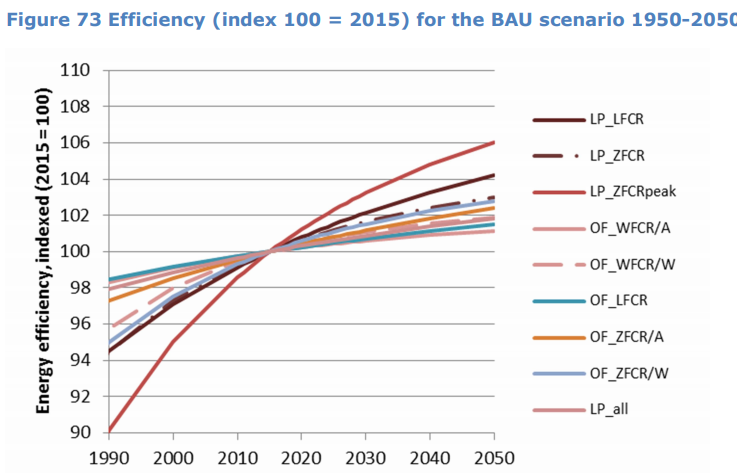 Figure 73 Efficiency (index 100 = 2015) for the BAU scenario 1950-2050
Energy efficiency, indexed (2015=100)
110
108
106
104
102
100
98
96
94
92
90
1990 2000 2010 2020 2030 2040 2050
LP_LFCR
LP_ZFCR
LP_ZFCRpeak
OF_WFCR/A
OF_WFCR/W
OF_LFCR
OF_ZFCR/A
OF_ZFCR/W
LP_all